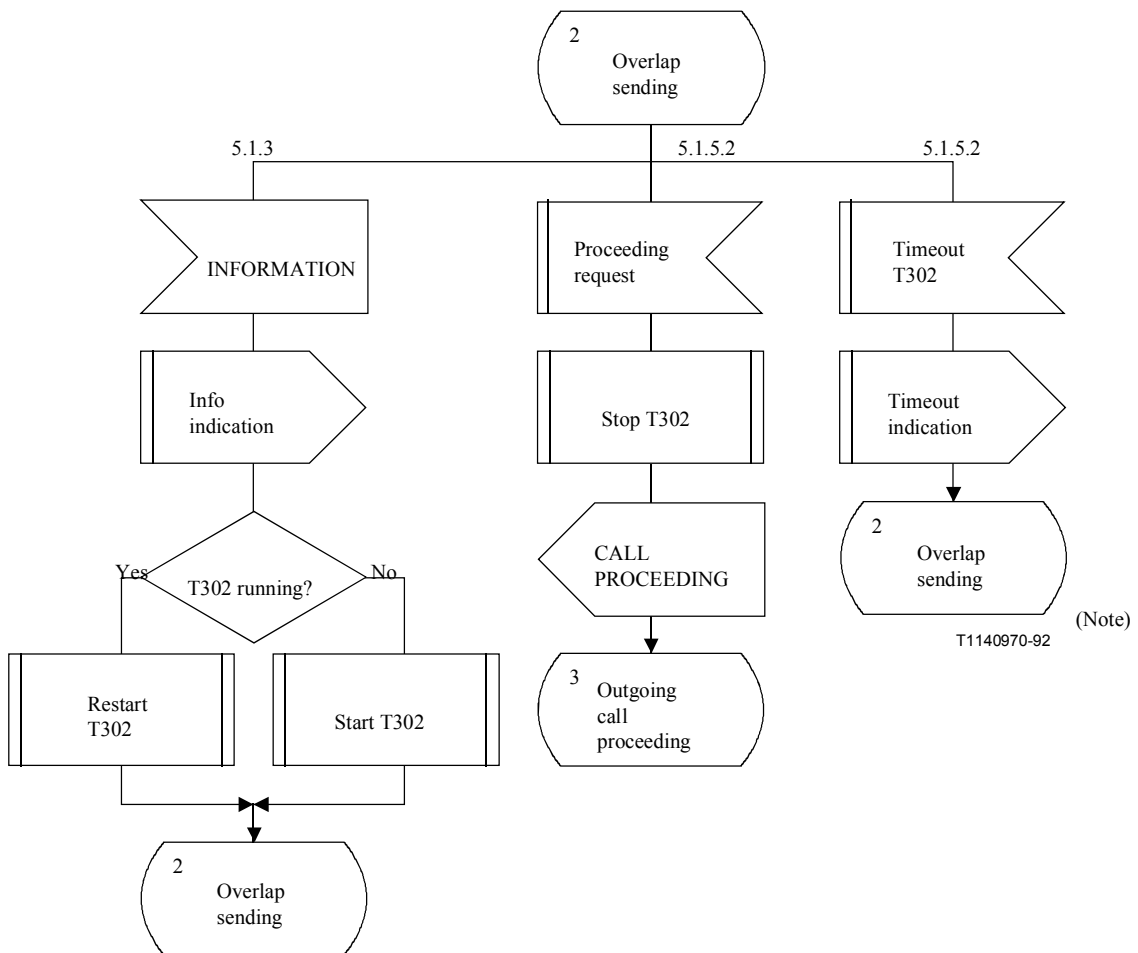 2
Overlap
sending
5.1.3
5.1.5.2
5.1.5.2
INFORMATION
Proceeding
request
Timeout
T302
Info
indication
Stop T302
Timeout
indication
Yes
T302 running?
No
CALL
PROCEEDING
2
Overlap
sending
(Note)
T1140970-92
Restart
T302
Start T302
3
Outgoing
call
proceeding
2
Overlap
sending